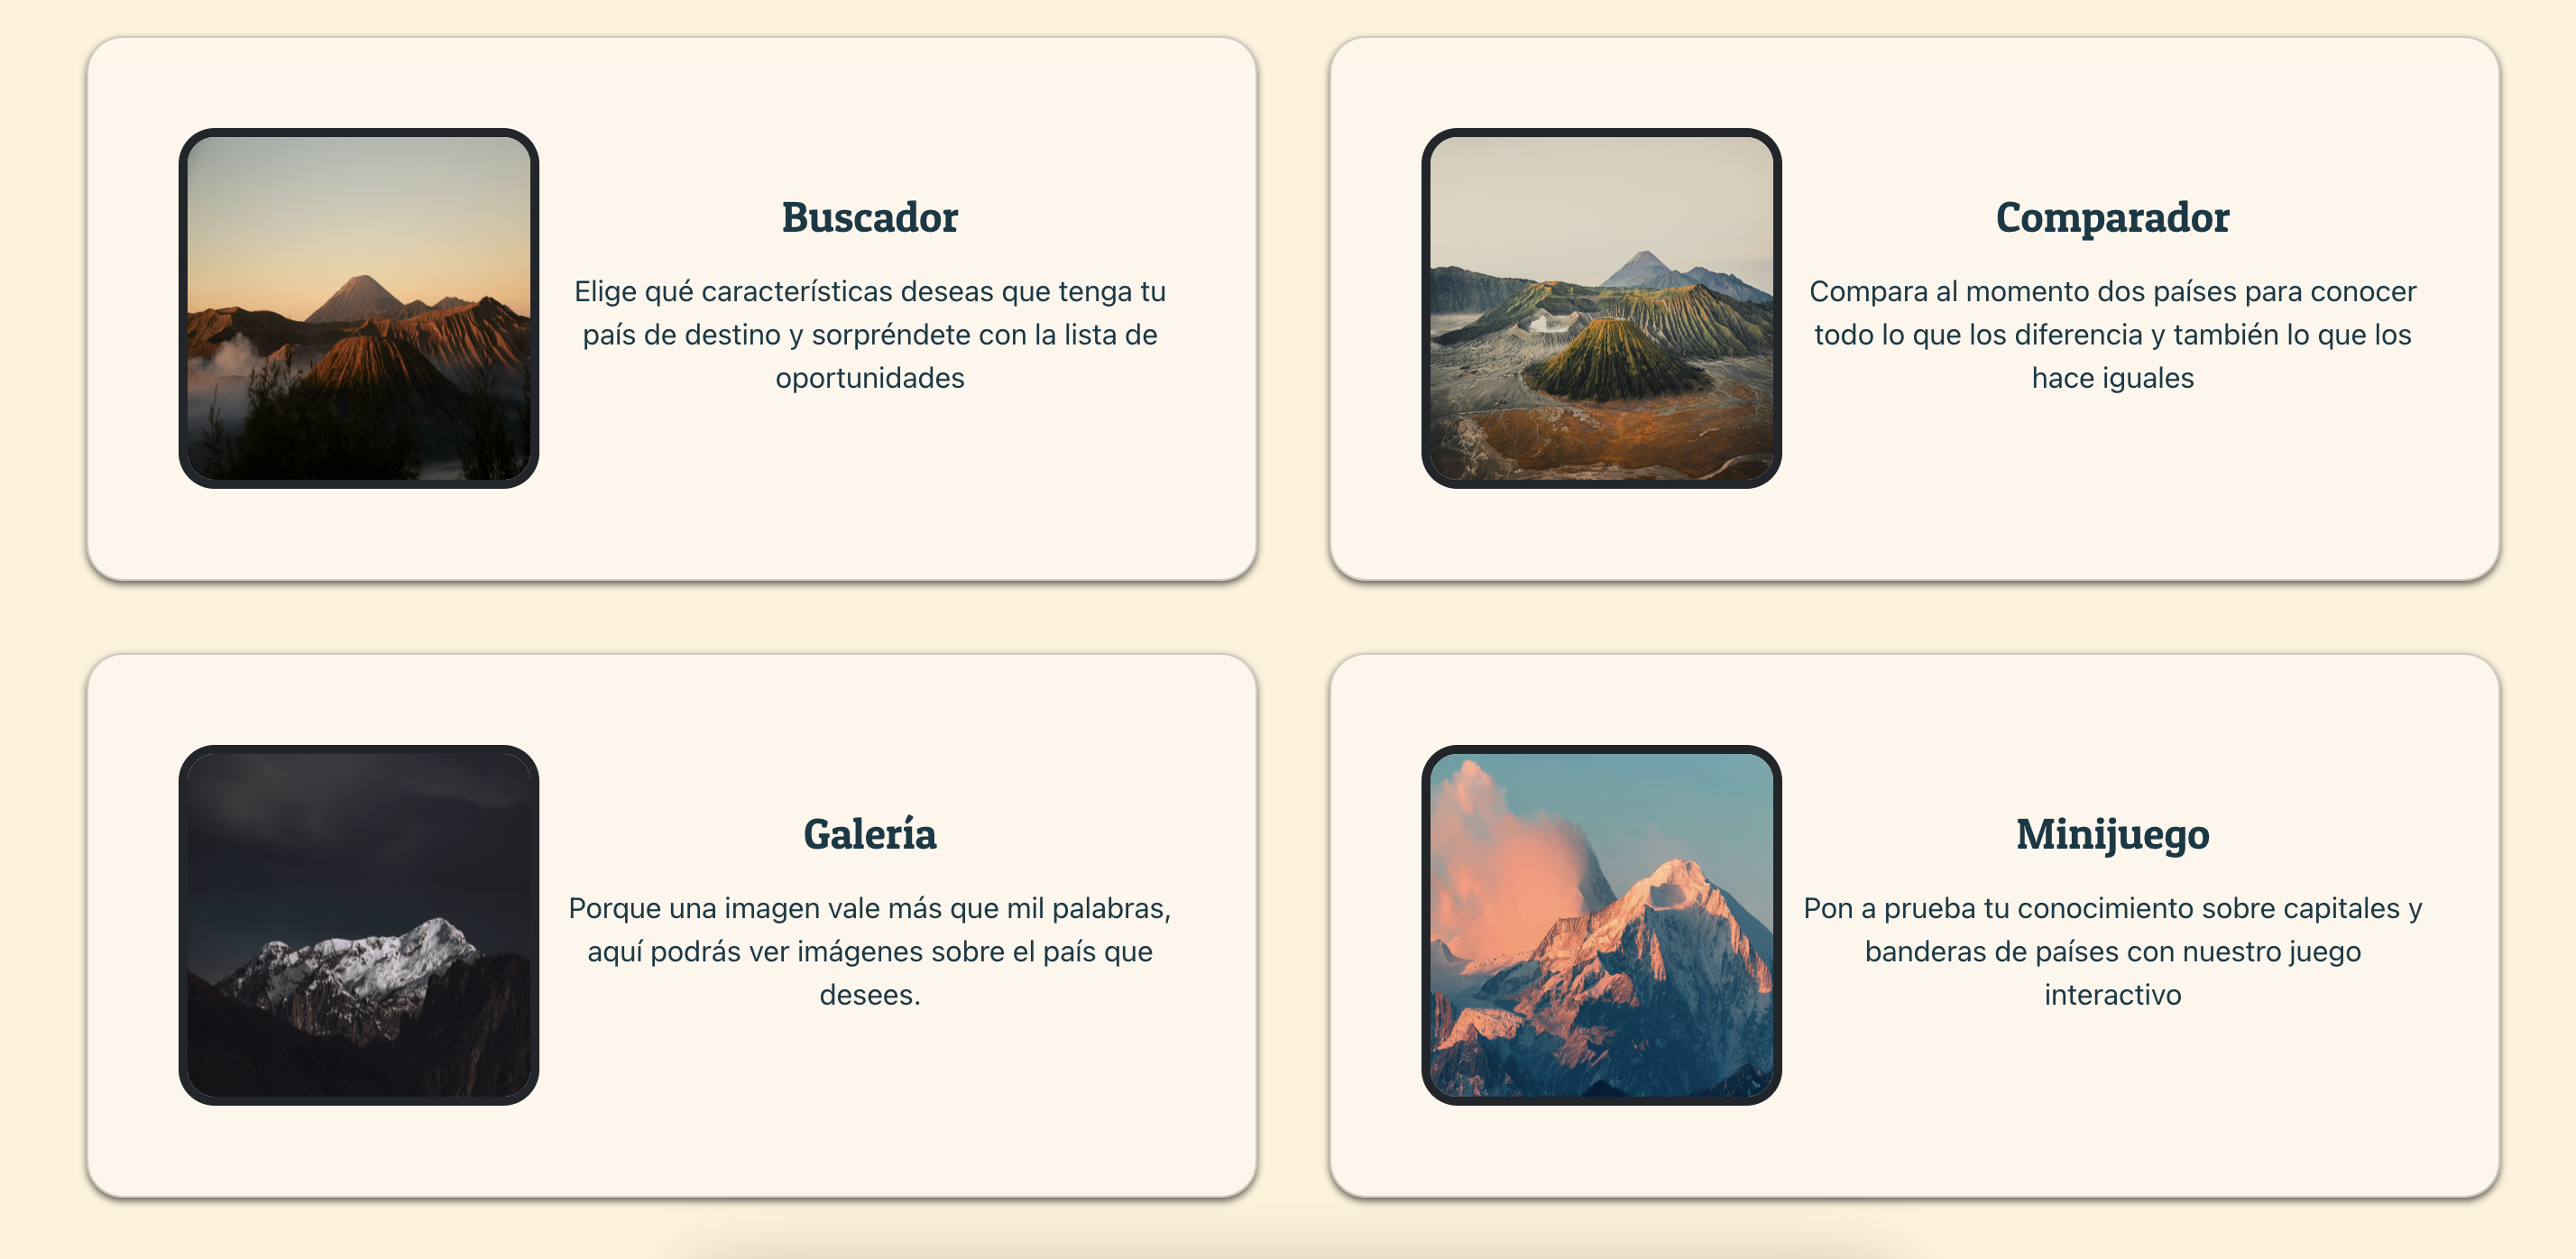 Buscador
Elige qué características deseas que tenga tu
país de destino y sorpréndete con la lista de
oportunidades
Comparador
Compara al momento dos países para conocer
todo lo que los diferencia y también lo que los
hace iguales
Galería
Porque una imagen vale más que mil palabras,
aquí podrás ver imágenes sobre el país que
desees.
Minijuego
Pon a prueba tu conocimiento sobre capitales y
banderas de países con nuestro juego
interactivo